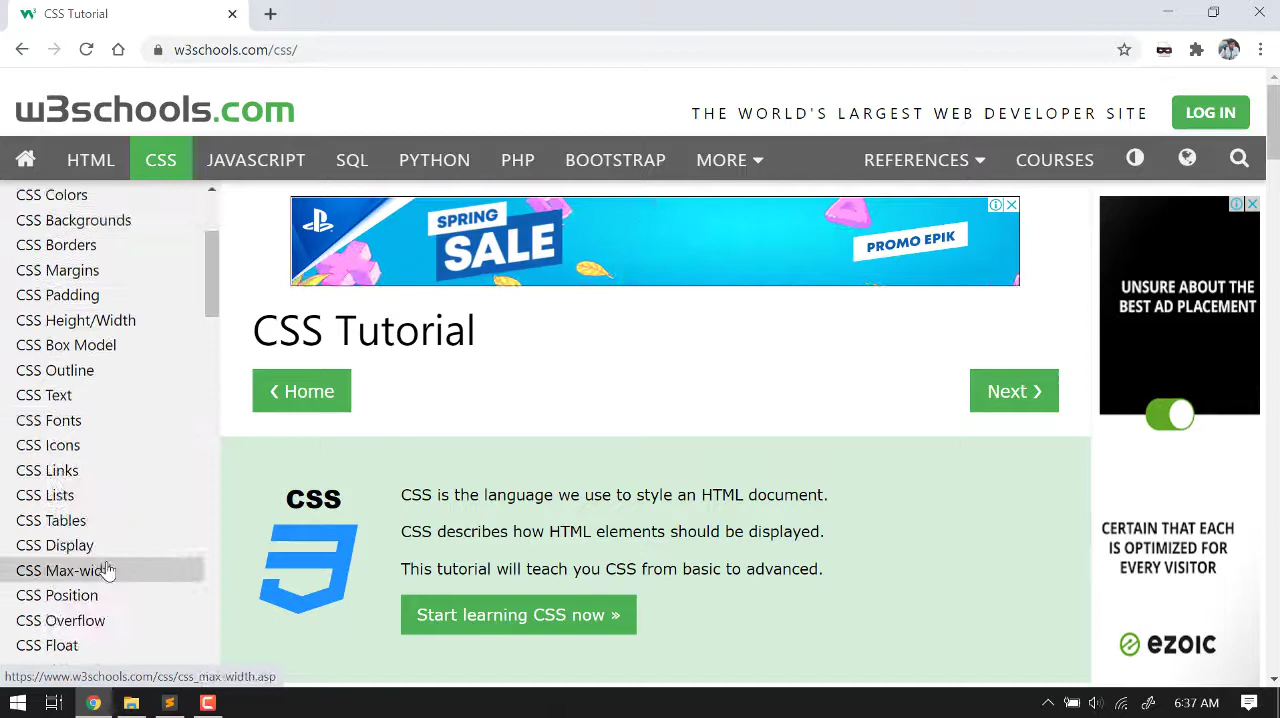 CSS Tutorial
w3schools.com/css/
w3schools.com
THE WORLD'S LARGEST WEB DEVELOPER SITE
LOG IN
HTML CSS JAVASCRIPT SQL PYTHON PHP BOOTSTRAP MORE REFERENCES COURSES
CSS Colors
CSS Backgrounds
CSS Borders
CSS Margins
CSS Padding
CSS Height/Width
CSS Box Model
CSS Outline
CSS Text
CSS Fonts
CSS Icons
CSS Links
CSS Lists
CSS Tables
CSS Display
CSS Max-width
CSS Position
CSS Overflow
CSS Float
https://www.w3schools.com/css/css_max-width.asp
SPRING
SALE
PROMO EPIK
CSS Tutorial
❮ Home
Next ❯
CSS
CSS is the language we use to style an HTML document.
CSS describes how HTML elements should be displayed.
This tutorial will teach you CSS from basic to advanced.
Start learning CSS now »
UNSURE ABOUT THE
BEST AD PLACEMENT
CERTAIN THAT EACH
IS OPTIMIZED FOR
EVERY VISITOR
ezoic
6:37 AM